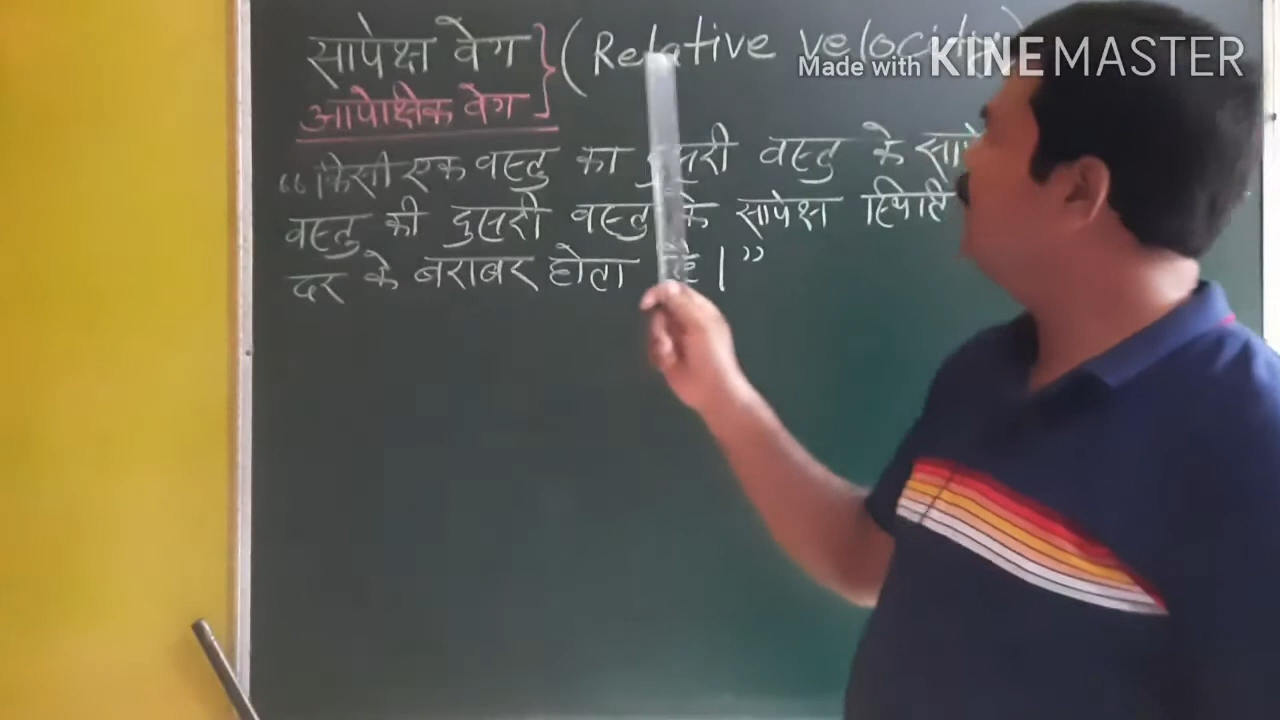 सापेक्ष वेग } (Relative velocity)
आपेक्षिक वेग
Made with KINEMASTER
“किसी एक वस्तु का दुसरी वस्तु के
वस्तु की दुसरी वस्तु के सापेक्ष
दर के बराबर होता है।”